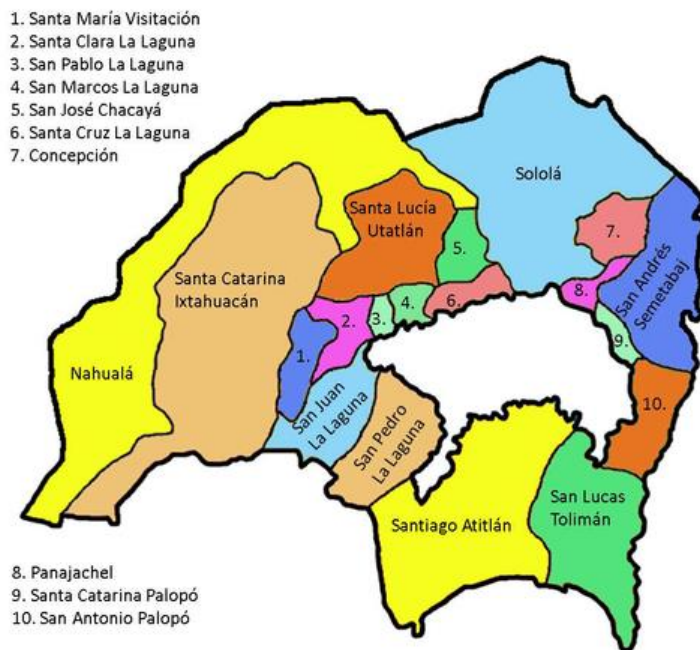 1. Santa María Visitación
2. Santa Clara La Laguna
3. San Pablo La Laguna
4. San Marcos La Laguna
5. San José Chacayá
6. Santa Cruz La Laguna
7. Concepción
Sololá
Santa Lucía
Utatlán
7.
5.
San Andrés
Semetabaj
Santa Catarina
Ixtahuacán
8.
6.
4.
3.
2.
9.
1.
Nahualá
San Juan
La Laguna
10.
San Pedro
La Laguna
San Lucas
Tolimán
Santiago Atitlán
8. Panajachel
9. Santa Catarina Palopó
10. San Antonio Palopó